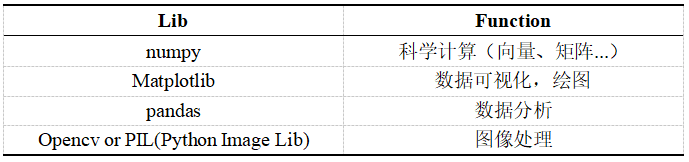 Lib Function
numpy 科学计算（向量、矩阵...）
Matplotlib 数据可视化，绘图
pandas 数据分析
Opencv or PIL(Python Image Lib) 图像处理